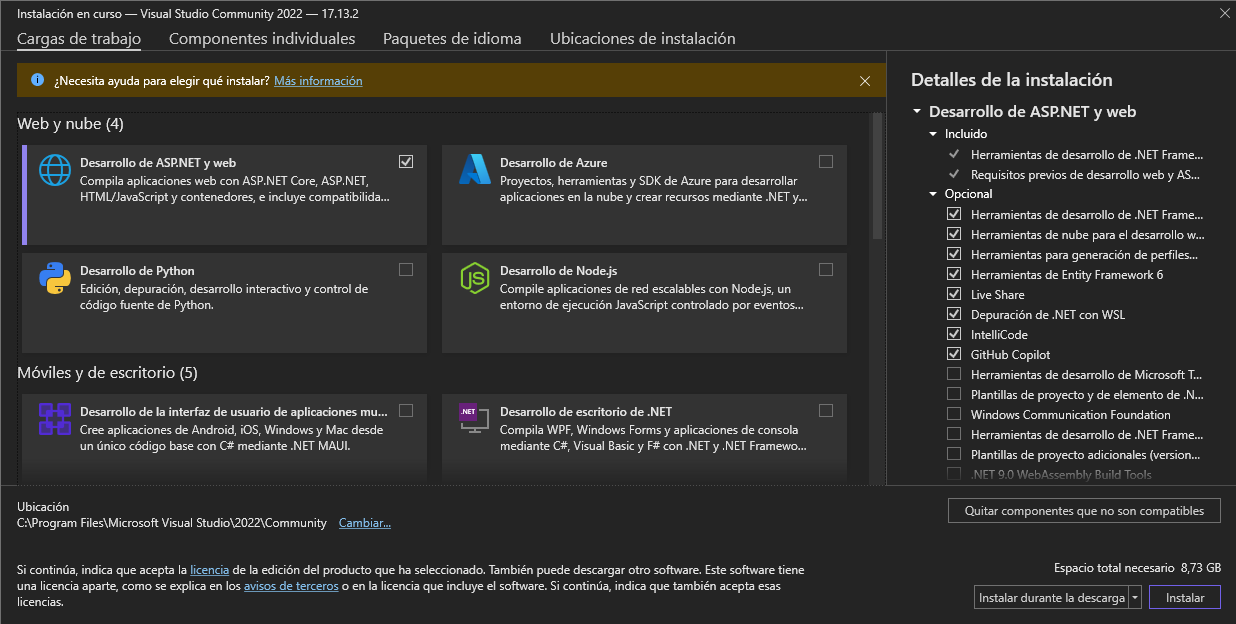 Instalación en curso — Visual Studio Community 2022 — 17.13.2
Cargas de trabajo
Componentes individuales
Paquetes de idioma
Ubicaciones de instalación
¿Necesita ayuda para elegir qué instalar? Más información
Web y nube (4)
Desarrollo de ASP.NET y web
Compila aplicaciones web con ASP.NET Core, ASP.NET,
HTML/JavaScript y contenedores, e incluye compatibilida...
Desarrollo de Azure
Proyectos, herramientas y SDK de Azure para desarrollar
aplicaciones en la nube y crear recursos mediante .NET y...
Desarrollo de Python
Edición, depuración, desarrollo interactivo y control de
código fuente de Python.
JS
Desarrollo de Node.js
Compile aplicaciones de red escalables con Node.js, un
entorno de ejecución JavaScript controlado por eventos...
Móviles y de escritorio (5)
Desarrollo de la interfaz de usuario de aplicaciones mu...
Cree aplicaciones de Android, iOS, Windows y Mac desde
un único código base con C# mediante .NET MAUI.
.NET
Desarrollo de escritorio de .NET
Compila WPF, Windows Forms y aplicaciones de consola
mediante C#, Visual Basic y F# con .NET y .NET Framewo...
Detalles de la instalación
Desarrollo de ASP.NET y web
Incluido
Herramientas de desarrollo de .NET Frame...
Requisitos previos de desarrollo web y AS...
Opcional
Herramientas de desarrollo de .NET Frame...
Herramientas de nube para el desarrollo w...
Herramientas para generación de perfiles...
Herramientas de Entity Framework 6
Live Share
Depuración de .NET con WSL
IntelliCode
GitHub Copilot
Herramientas de desarrollo de Microsoft T...
Plantillas de proyecto y de elemento de .N...
Windows Communication Foundation
Herramientas de desarrollo de .NET Frame...
Plantillas de proyecto adicionales (version...
.NET 9.0 WebAssembly Build Tools
Ubicación
C:\Program Files\Microsoft Visual Studio\2022\Community Cambiar...
Quitar componentes que no son compatibles
Si continúa, indica que acepta la licencia de la edición del producto que ha seleccionado. También puede descargar otro software. Este software tiene
una licencia aparte, como se explica en los avisos de terceros o en la licencia que incluye el software. Si continúa, indica que también acepta esas
licencias.
Espacio total necesario 8,73 GB
Instalar durante la descarga
Instalar